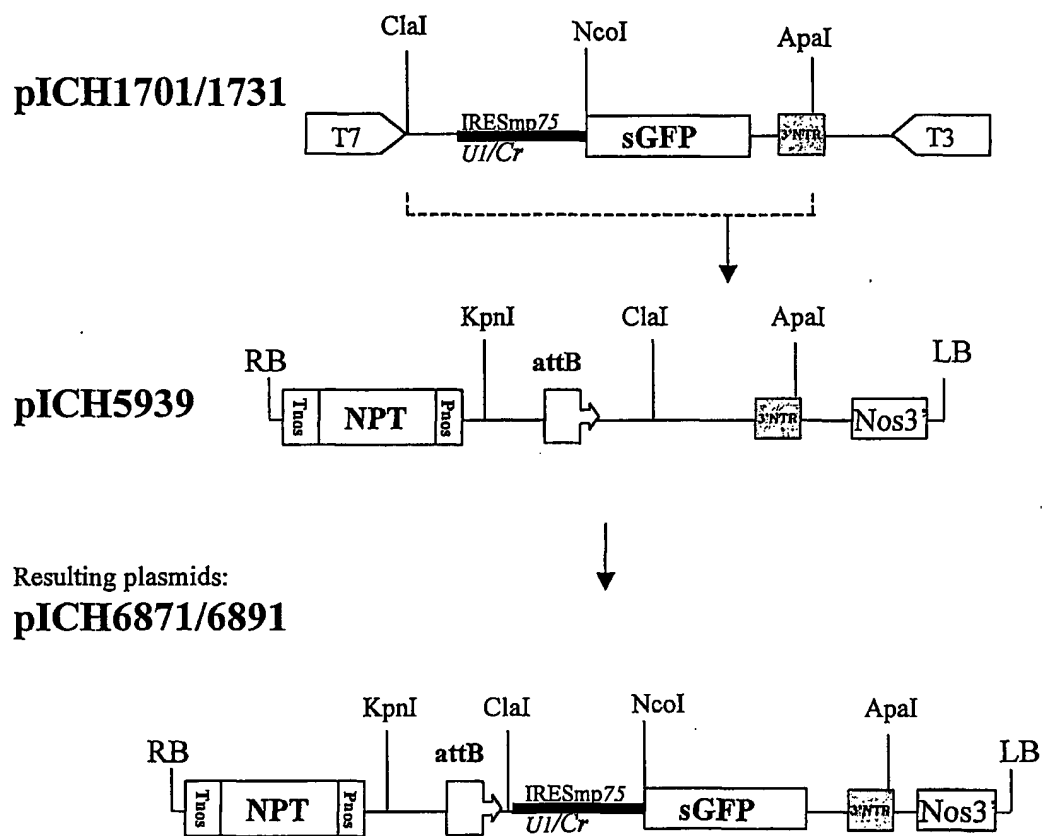 ClaI NcoI ApaI
pICH1701/1731
T7 IRESmp75 sGFP 3'NTR T3
U1/Cr
KpnI ClaI ApaI
RB attB LB
pICH5939
Tnos NPT Pnos 3'NTR Nos3'
Resulting plasmids:
pICH6871/6891
KpnI ClaI NcoI ApaI
RB attB LB
Tnos NPT Pnos IRESmp75 sGFP 3'NTR Nos3'
U1/Cr